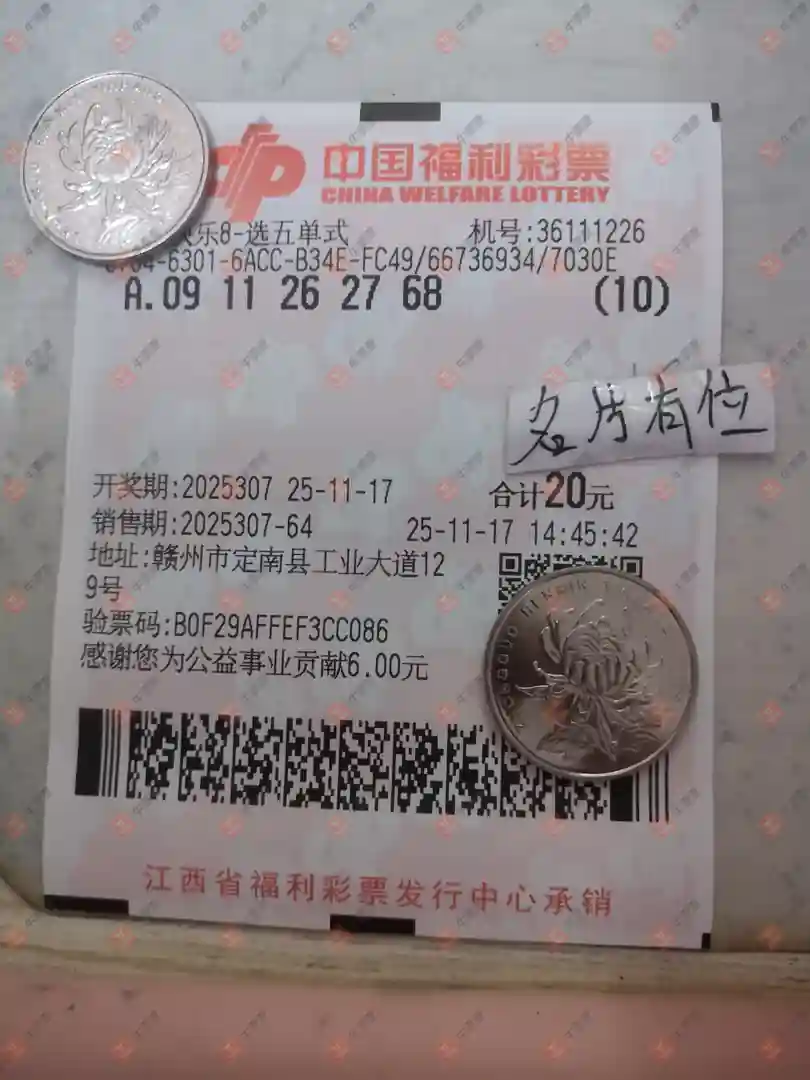 中国福利彩票
CHINA WELFARE LOTTERY
乐8-选五单式 机号:36111226
-6301-6ACC-B34E-FC49/66736934/7030E
A.09 11 26 27 68 (10)
名片有位
开奖期:2025307 25-11-17 合计20元
销售期:2025307-64 25-11-17 14:45:42
地址:赣州市定南县工业大道12
9号
验票码:B0F29AFFEF3CC086
感谢您为公益事业贡献6.00元
江西省福利彩票发行中心承销